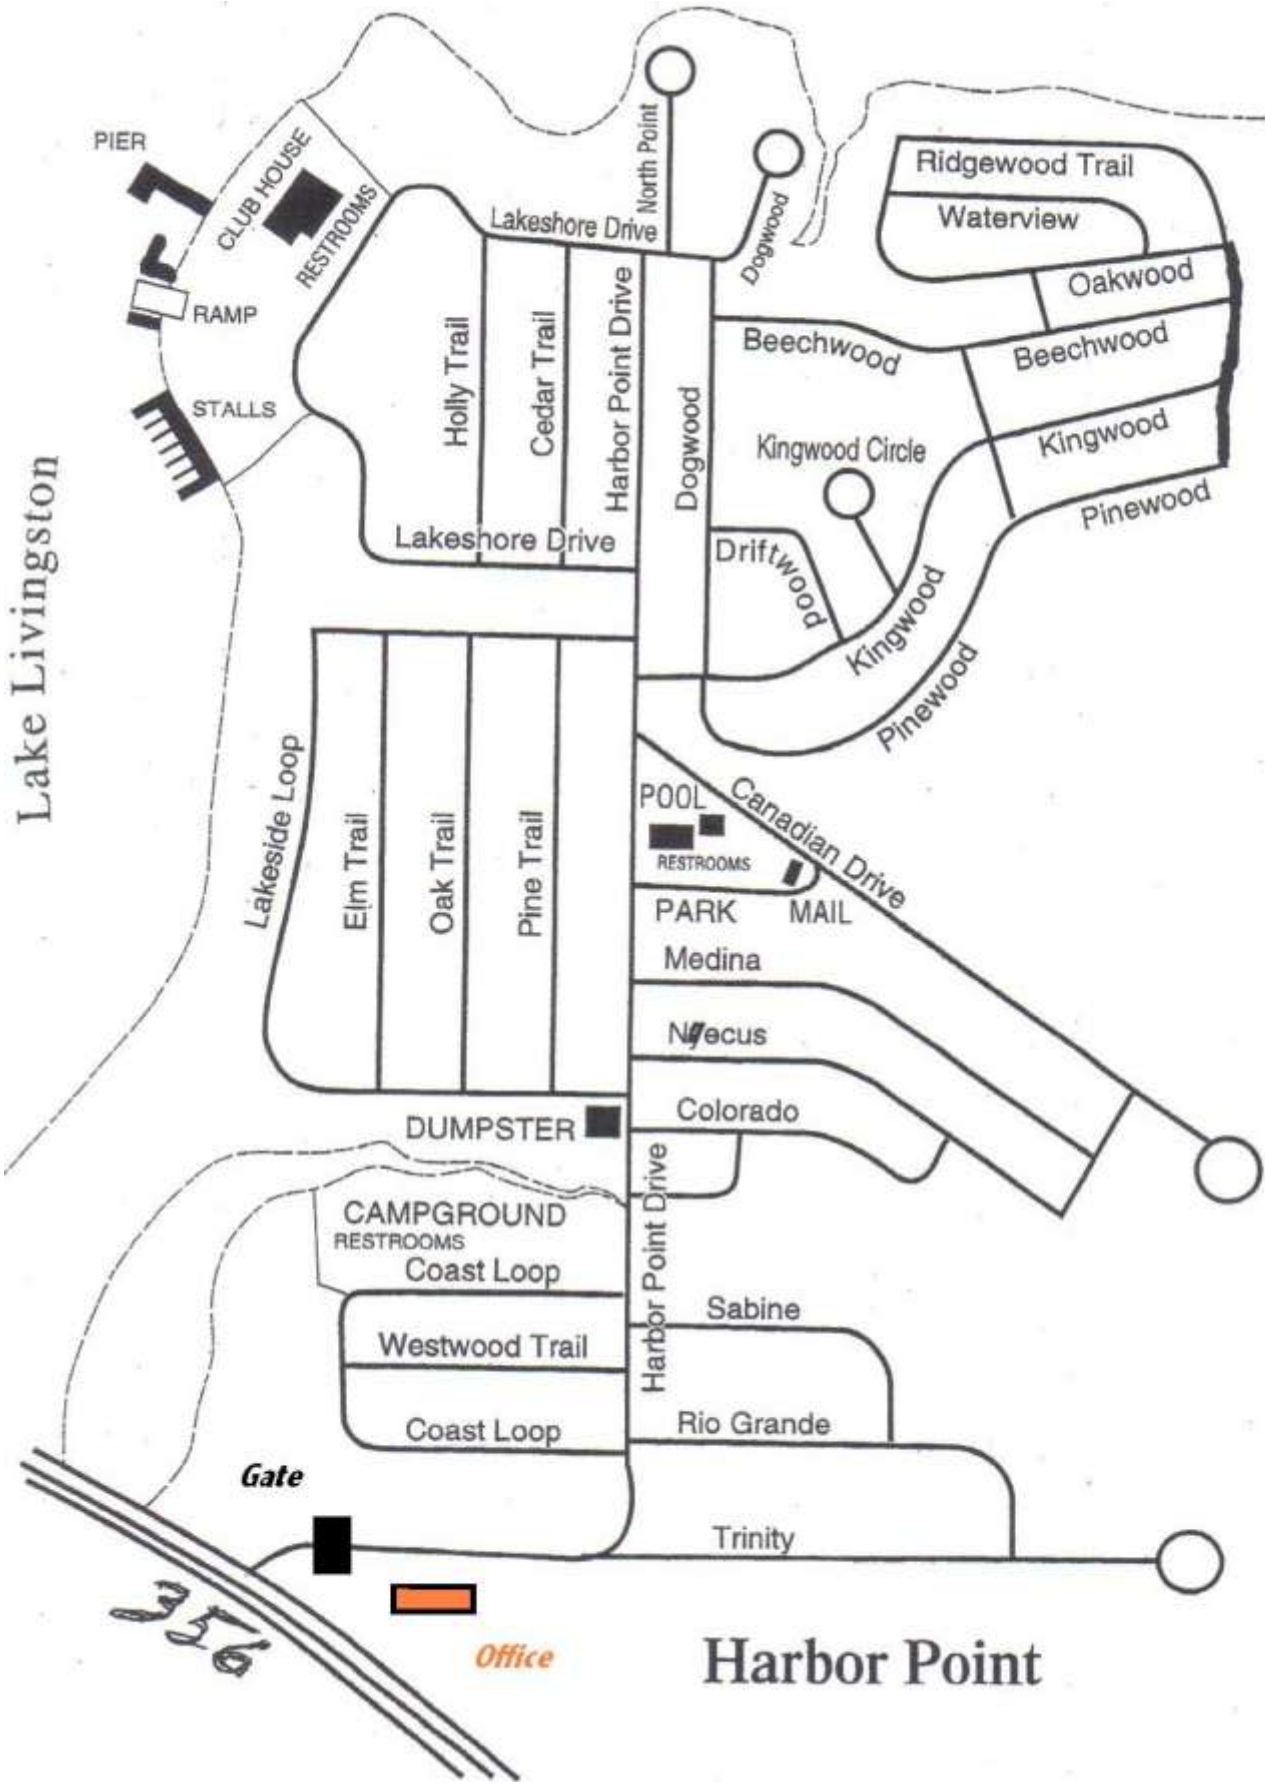 PIER
CLUB HOUSE
RESTROOMS
RAMP
STALLS
North Point
Lakeshore Drive
Dogwood
Ridgewood Trail
Waterview
Oakwood
Beechwood
Beechwood
Kingwood
Pinewood
Holly Trail
Cedar Trail
Harbor Point Drive
Dogwood
Kingwood Circle
Lakeshore Drive
Driftwood
Kingwood
Pinewood
Lake Livingston
Lakeside Loop
Elm Trail
Oak Trail
Pine Trail
POOL
RESTROOMS
Canadian Drive
PARK
MAIL
Medina
Colorado
DUMPSTER
Harbor Point Drive
CAMPGROUND
RESTROOMS
Coast Loop
Sabine
Westwood Trail
Coast Loop
Rio Grande
Gate
Trinity
356
Office
Harbor Point